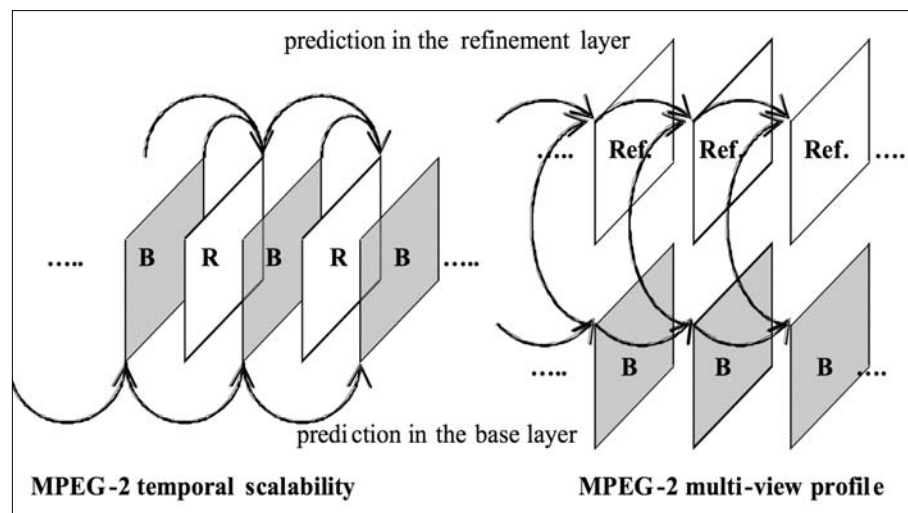 prediction in the refinement layer
..... Ref. Ref. Ref. ....
..... B R B R B .....
..... B B B ....
prediction in the base layer
MPEG-2 temporal scalability
MPEG-2 multi-view profile